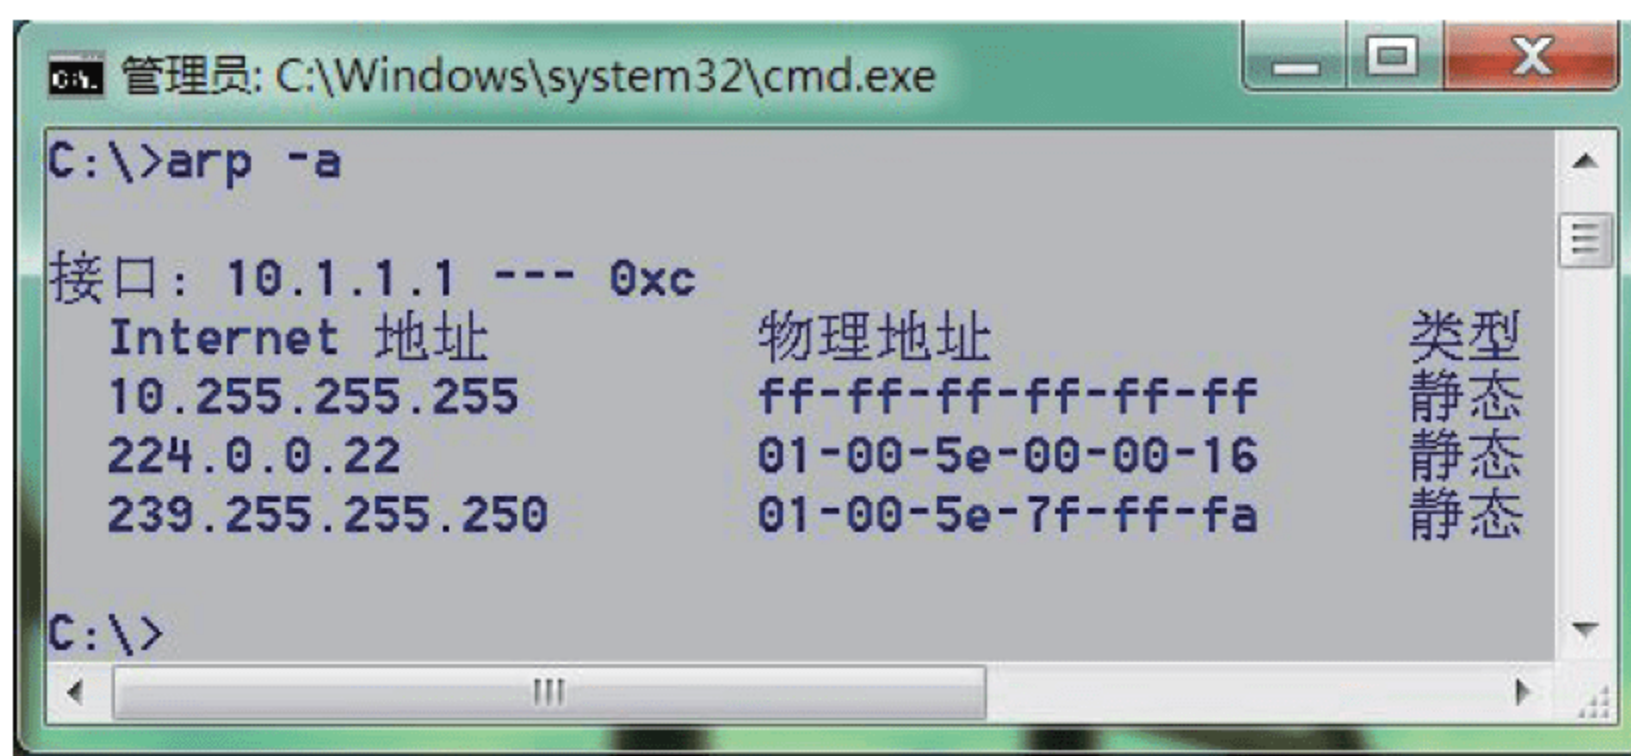 管理员: C:\Windows\system32\cmd.exe
C:\>arp -a
接口: 10.1.1.1 --- 0xc
Internet 地址 物理地址 类型
10.255.255.255 ff-ff-ff-ff-ff-ff 静态
224.0.0.22 01-00-5e-00-00-16 静态
239.255.255.250 01-00-5e-7f-ff-fa 静态
C:\>